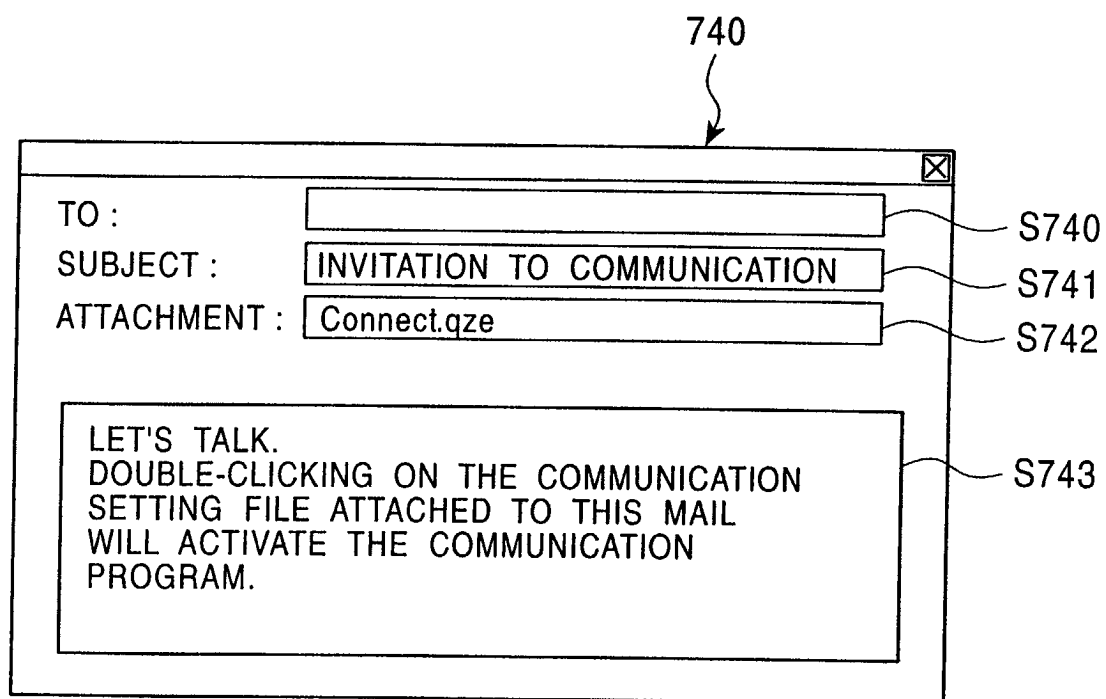 740
TO :
S740
SUBJECT :
INVITATION TO COMMUNICATION
S741
ATTACHMENT :
Connect.qze
S742
LET'S TALK.
DOUBLE-CLICKING ON THE COMMUNICATION
SETTING FILE ATTACHED TO THIS MAIL
WILL ACTIVATE THE COMMUNICATION
PROGRAM.
S743